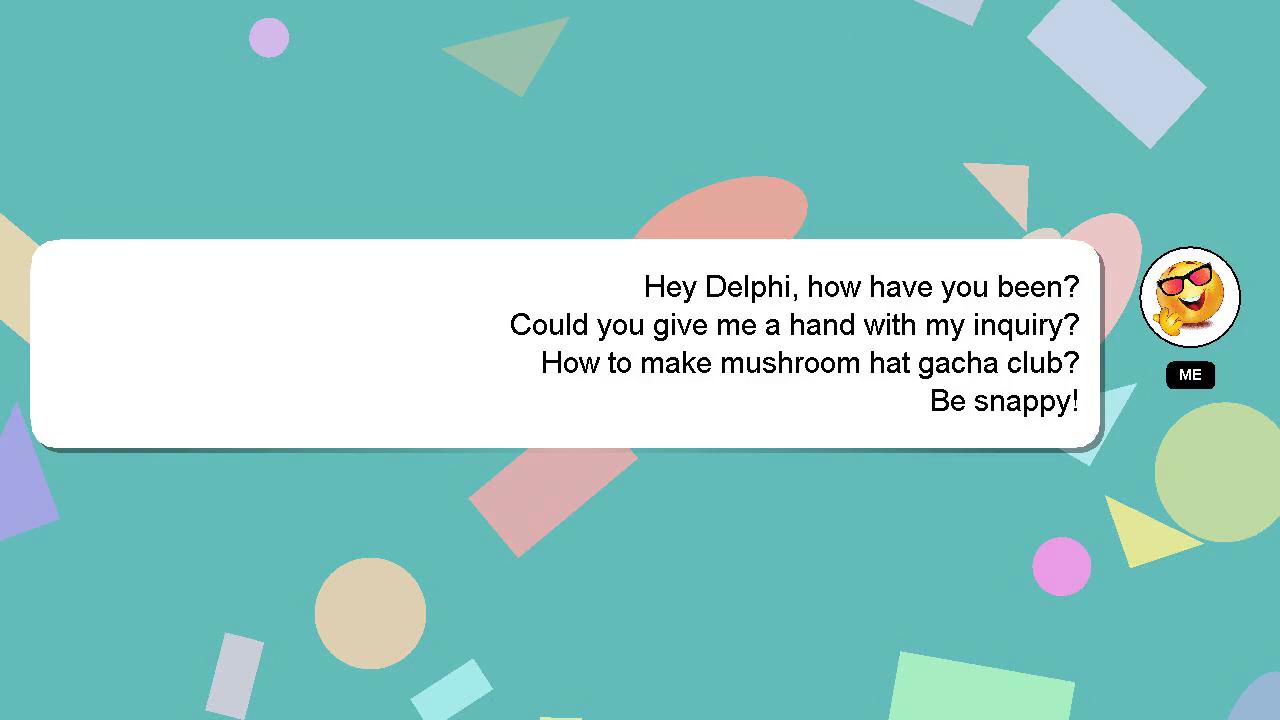 Hey Delphi, how have you been?
Could you give me a hand with my inquiry?
How to make mushroom hat gacha club?
Be snappy!
ME